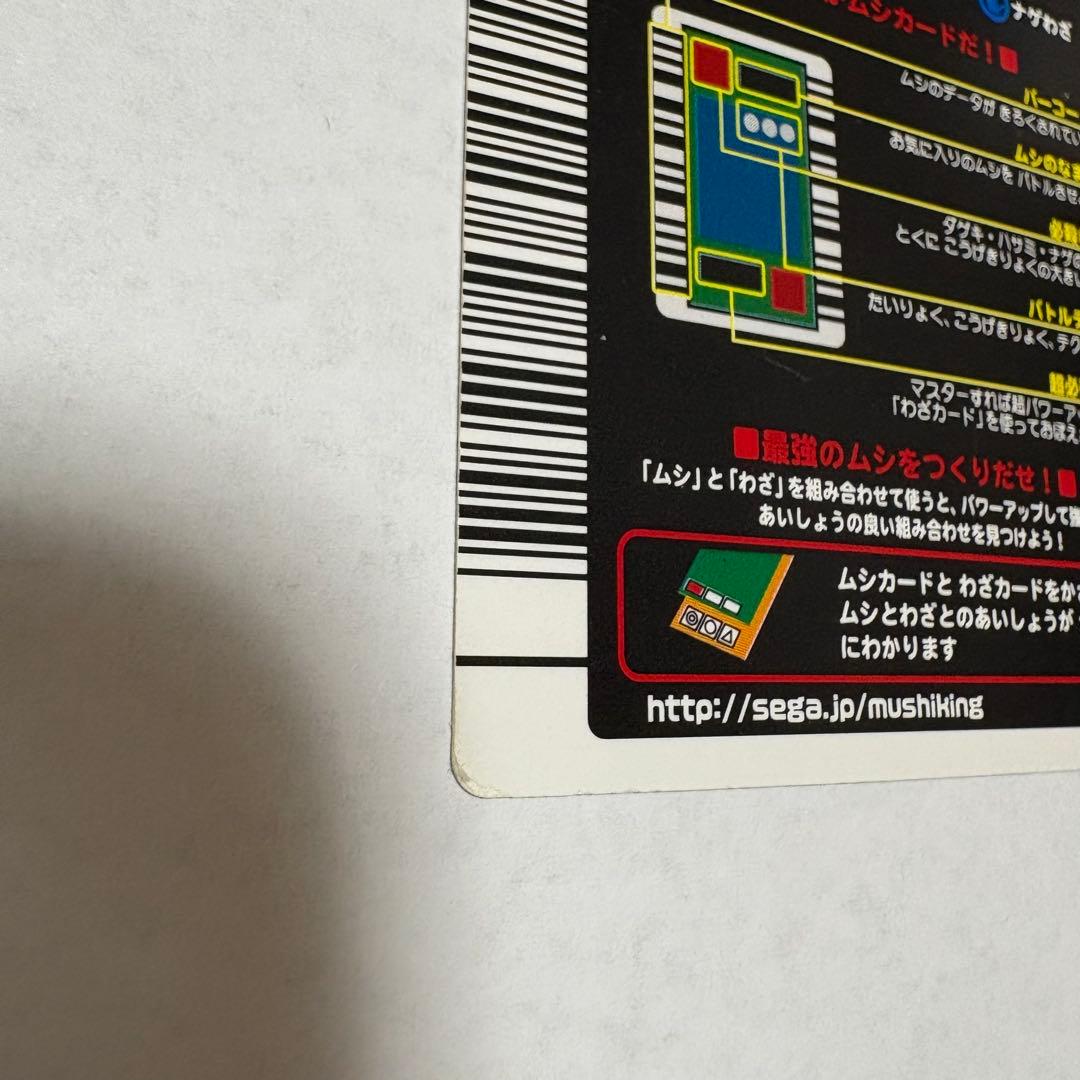 ナゲわざ
ムシカードだ！■
バーコー
ムシのデータが きろくされてい
ムシのなま
お気に入りのムシを バトルさせ
必殺
ダゲキ・ハサミ・ナゲの
とくに こうげきりょくの大きい
バトルデ
たいりょく、こうげきりょく、テク
超必
マスターすれば超パワーア
「わざカード」を使っておぼえ
■最強のムシをつくりだせ！■
「ムシ」と「わざ」を組み合わせて使うと、パワーアップして強
あいしょうの良い組み合わせを見つけよう！
ムシカードと わざカードをかさ
ムシとわざとのあいしょうが
にわかります
http://sega.jp/mushiking